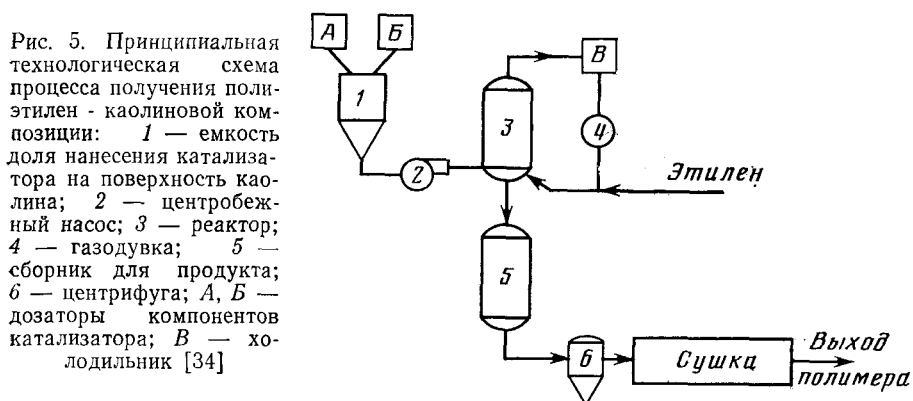 Рис. 5. Принципиальная
технологическая схема
процесса получения поли-
этилен - каолиновой ком-
позиции: 1 — емкость
доля нанесения катализа-
тора на поверхность као-
лина; 2 — центробеж-
ный насос; 3 — реактор;
4 — газодувка; 5 —
сборник для продукта;
6 — центрифуга; А, Б —
дозаторы компонентов
катализатора; В — хо-
лодильник [34]
А
Б
В
1
3
4
2
Этилен
5
6
Сушка
Выход
полимера